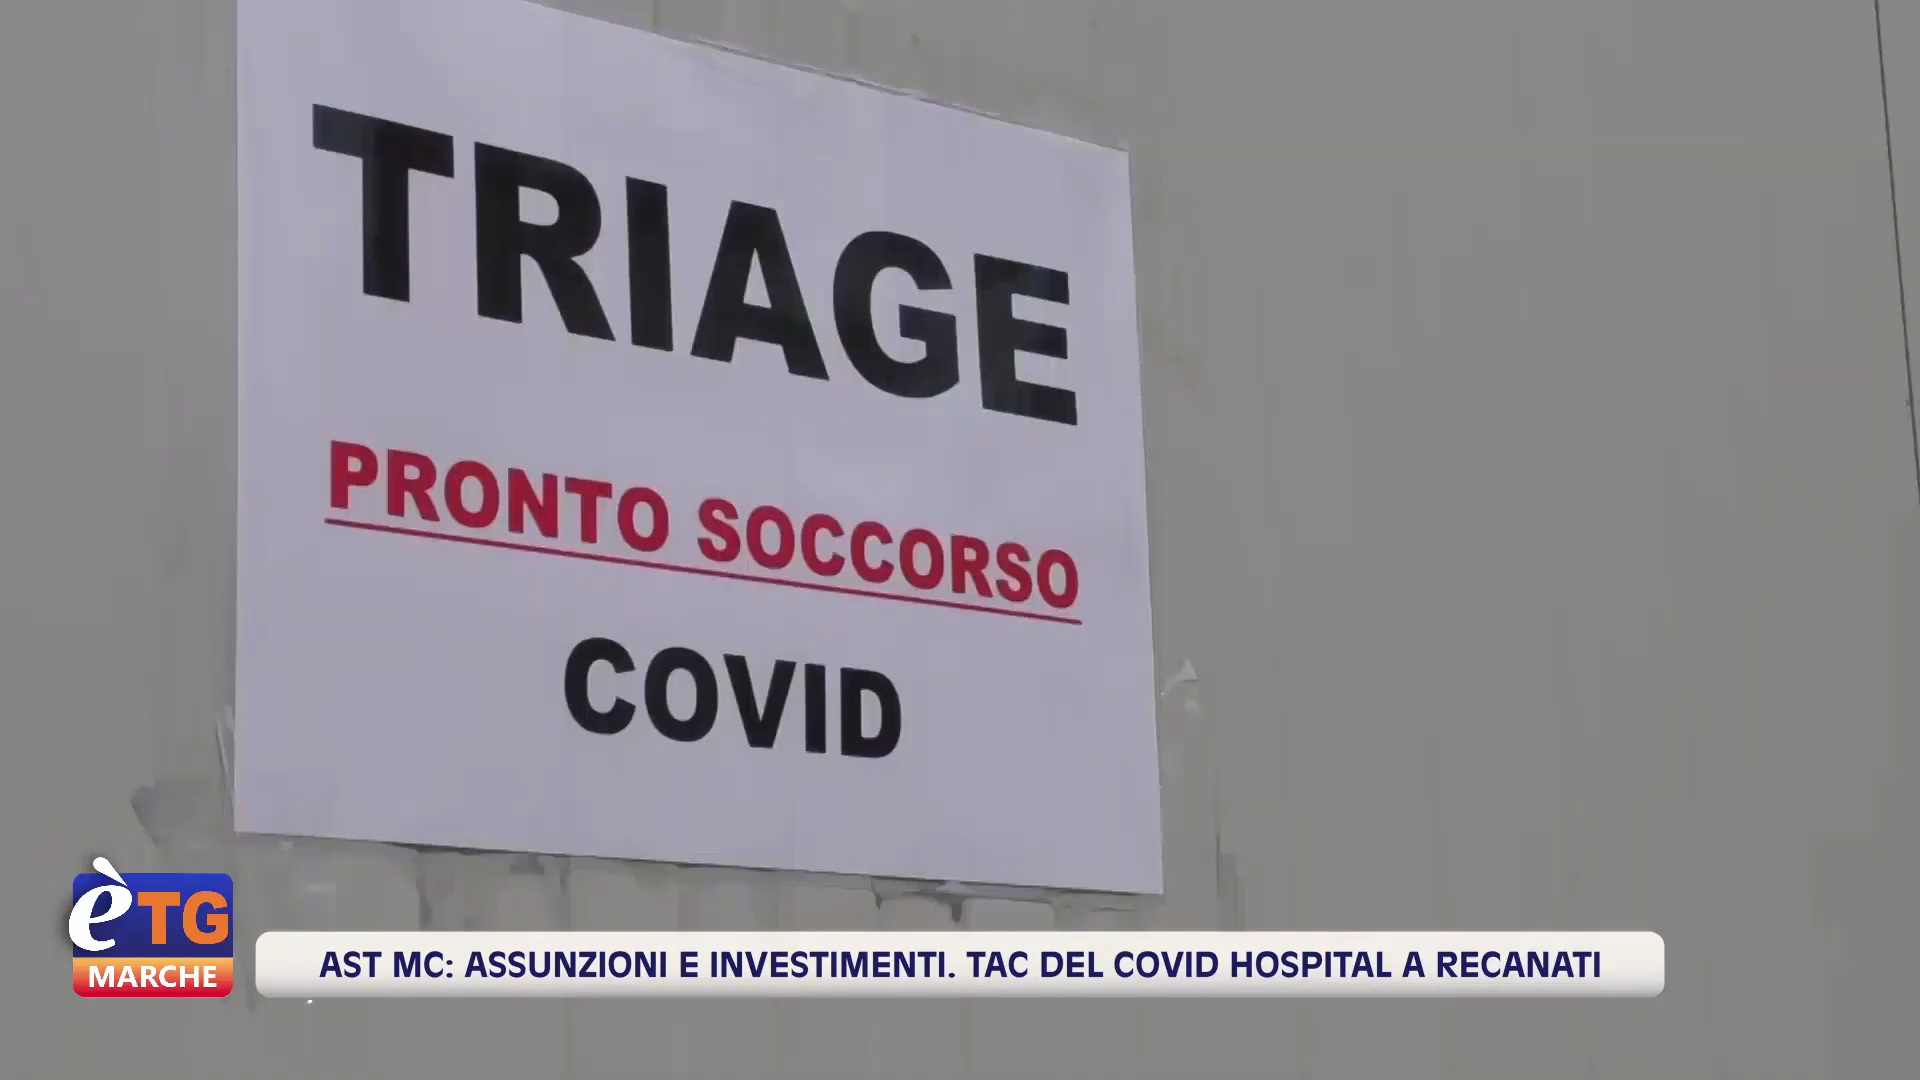 TRIAGE
PRONTO SOCCORSO
COVID
èTG
MARCHE
AST MC: ASSUNZIONI E INVESTIMENTI. TAC DEL COVID HOSPITAL A RECANATI